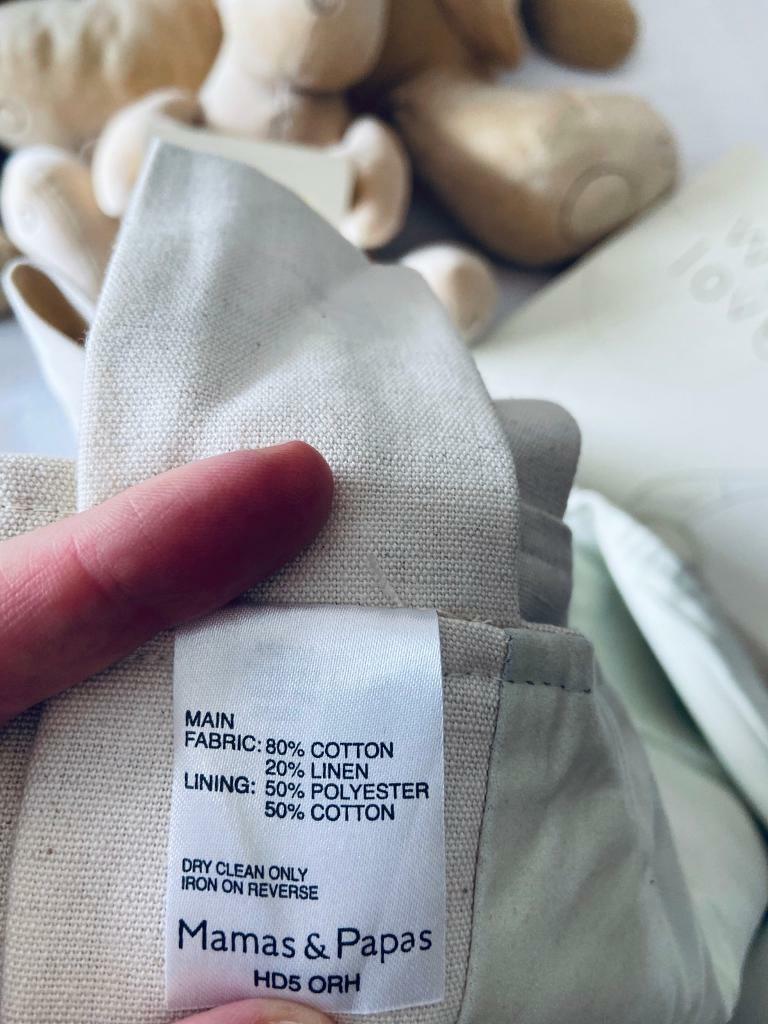 love
MAIN
FABRIC: 80% COTTON
20% LINEN
LINING: 50% POLYESTER
50% COTTON
DRY CLEAN ONLY
IRON ON REVERSE
Mamas & Papas
HD5 ORH